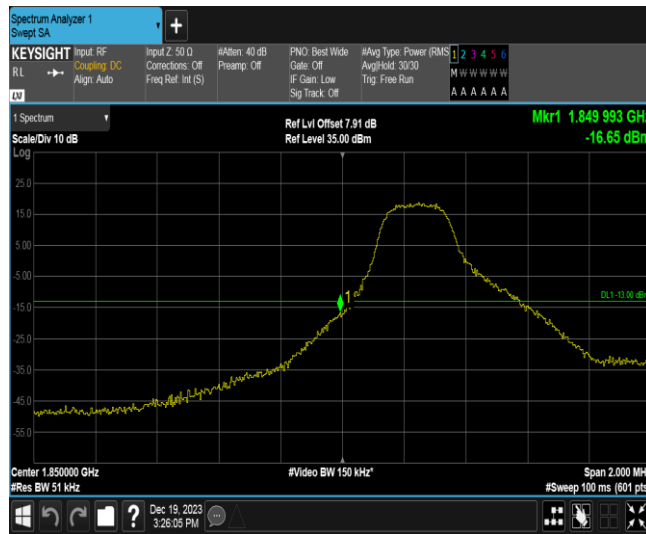 Spectrum Analyzer 1
Swept SA
+
KEYSIGHT
RL
LXI
Input: RF
Coupling: DC
Align: Auto
Input Z: 50 Ω
Corrections: Off
Freq Ref: Int (S)
#Atten: 40 dB
Preamp: Off
PNO: Best Wide
Gate: Off
IF Gain: Low
Sig Track: Off
#Avg Type: Power (RMS
Avg|Hold: 30/30
Trig: Free Run
1 2 3 4 5 6
M W W W W W
A A A A A A
1 Spectrum
Scale/Div 10 dB
Log
Ref Lvl Offset 7.91 dB
Ref Level 35.00 dBm
Mkr1 1.849 993 GHz
-16.65 dBm
25.0
15.0
5.00
-5.00
-15.0
-25.0
-35.0
-45.0
-55.0
1
DL1 -13.00 dBm
Center 1.850000 GHz
#Res BW 51 kHz
#Video BW 150 kHz*
Span 2.000 MH
#Sweep 100 ms (601 pts
?
Dec 19, 2023
3:26:05 PM